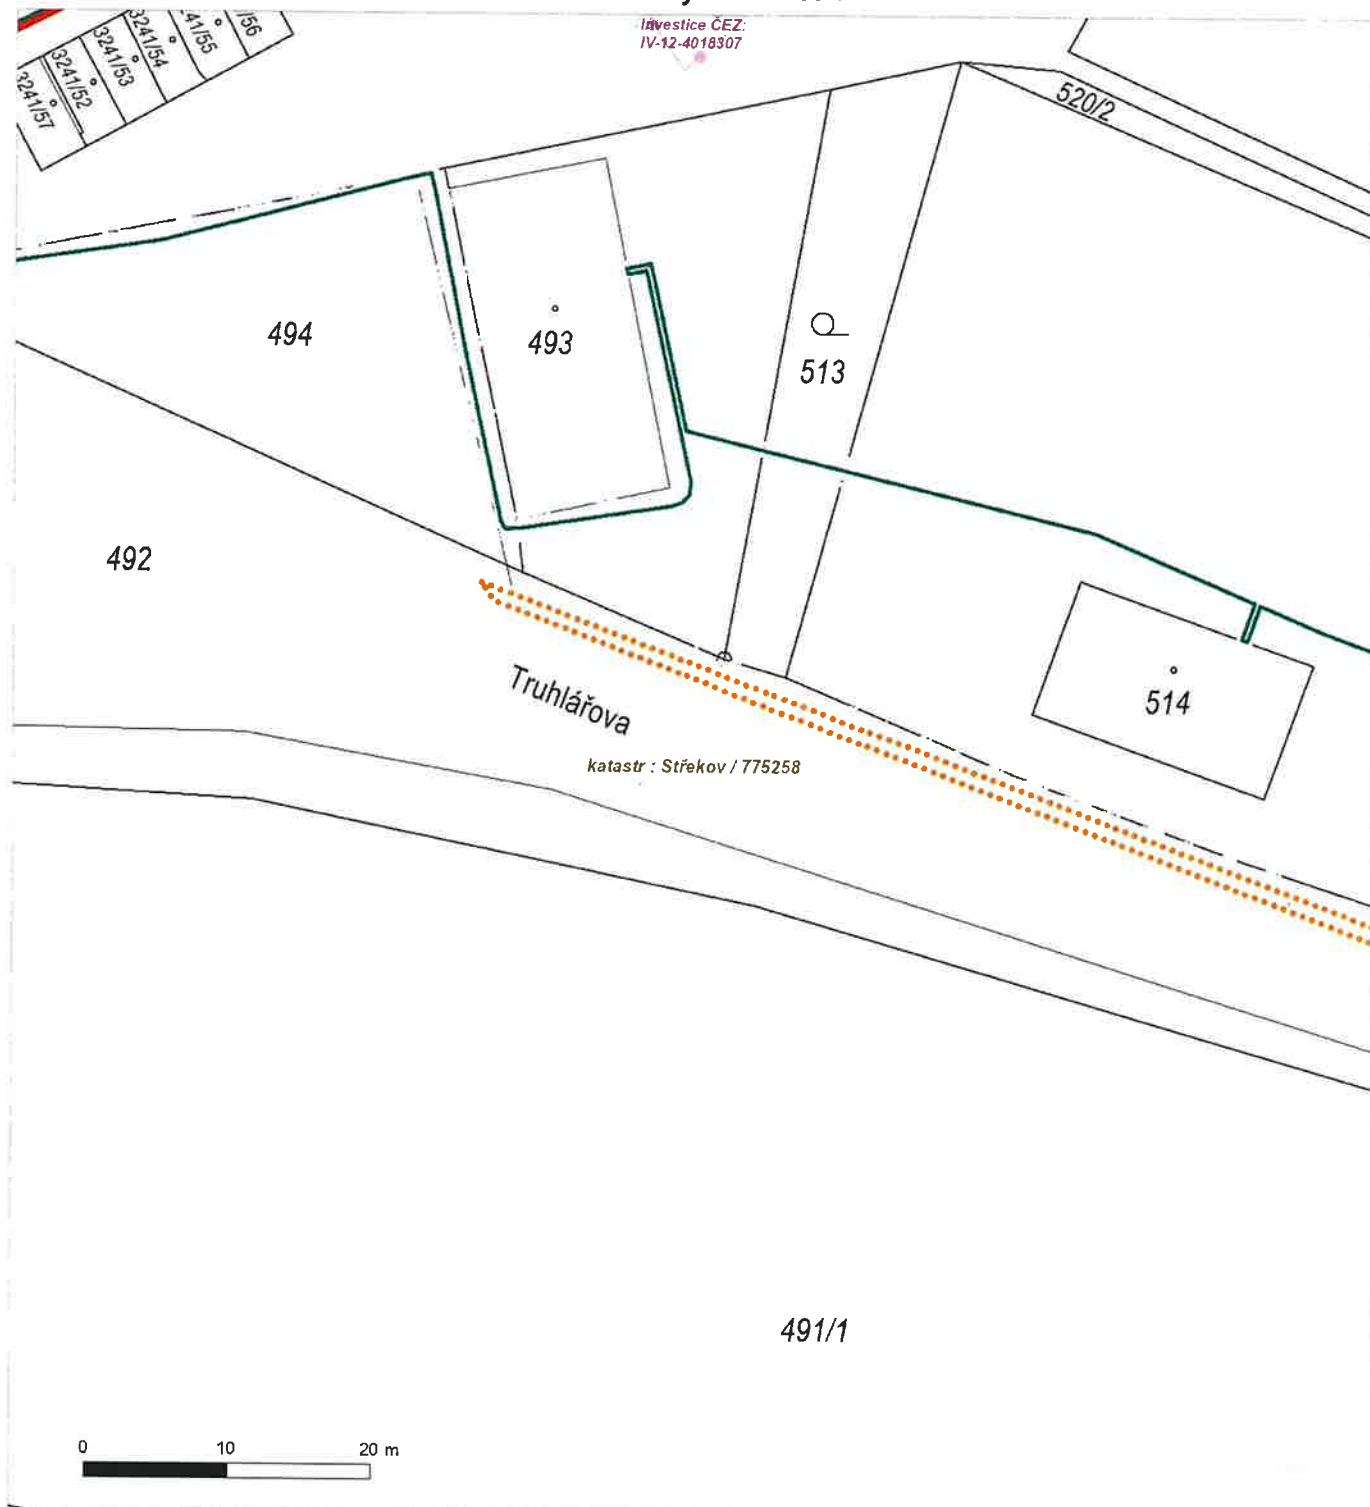 Investice ČEZ:
IV-12-4018307
3241/57
3241/52
3241/53
3241/54
41/55
/56
520/2
494
493
513
492
514
Truhlářova
katastr : Střekov / 775258
491/1
0 10 20 m